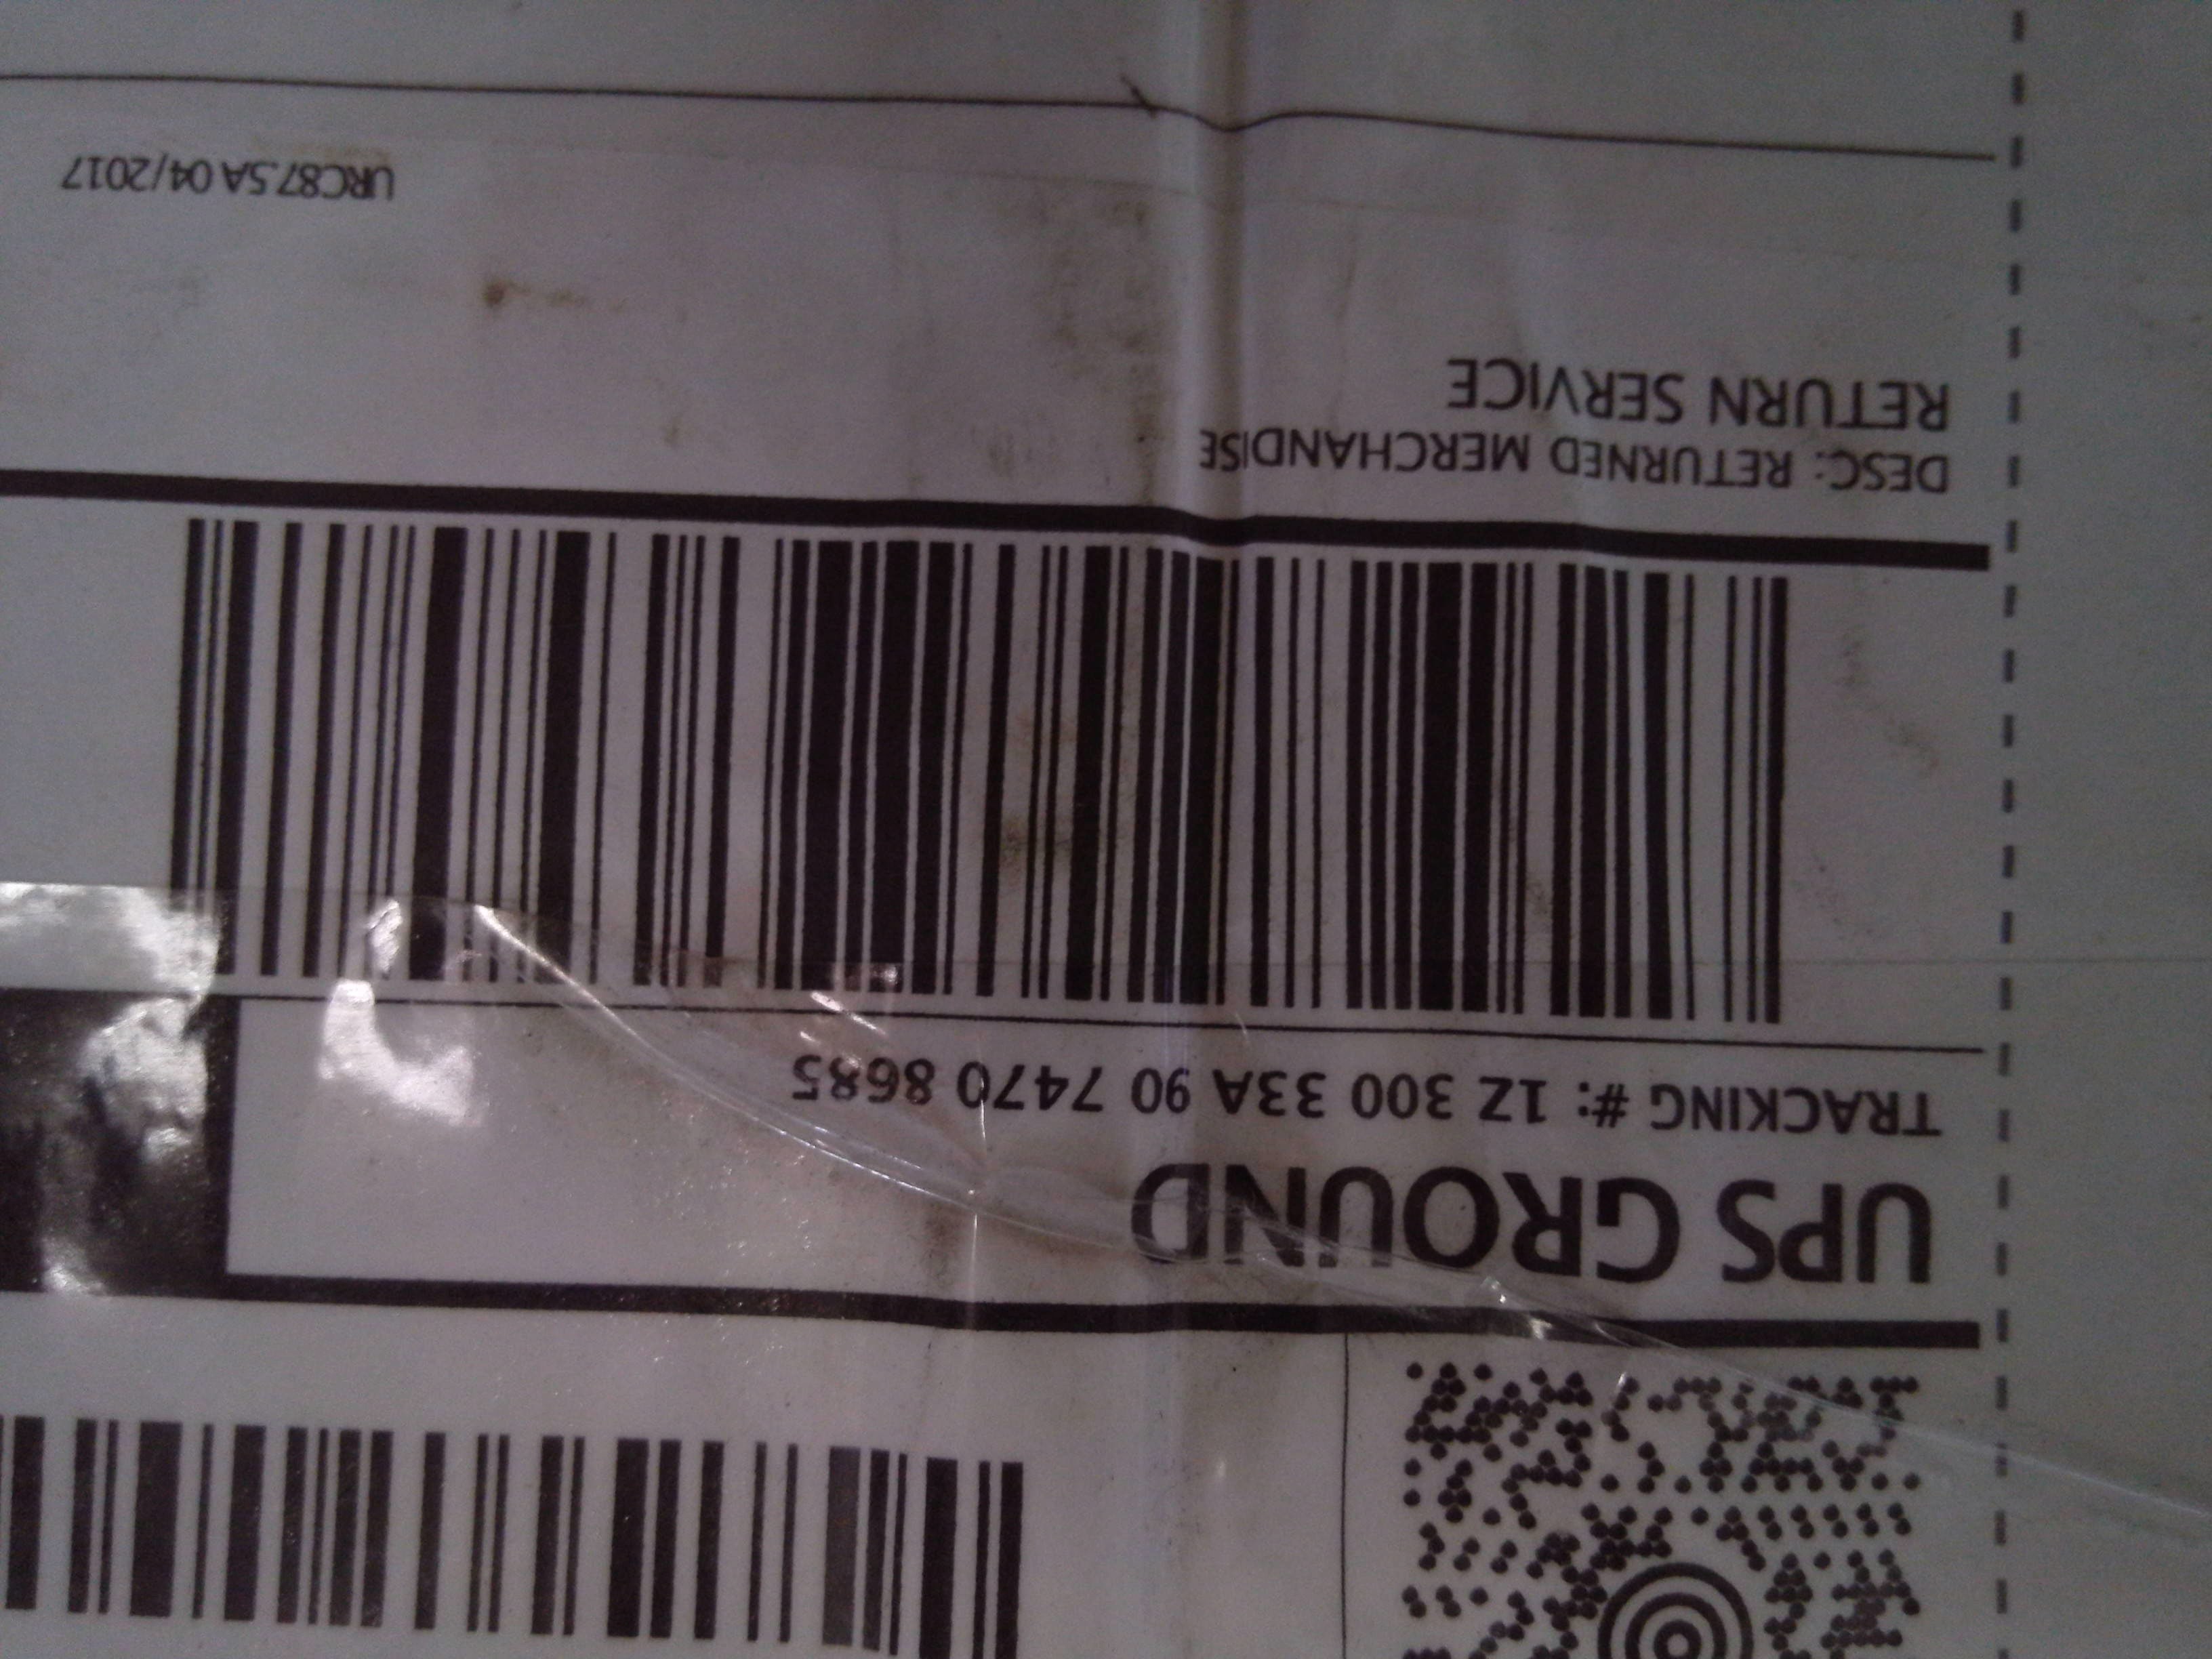 UPS GROUND
TRACKING #: 1Z 300 33A 90 7470 8685
DESC: RETURNED MERCHANDISE
RETURN SERVICE
URC87.5A 04/2017